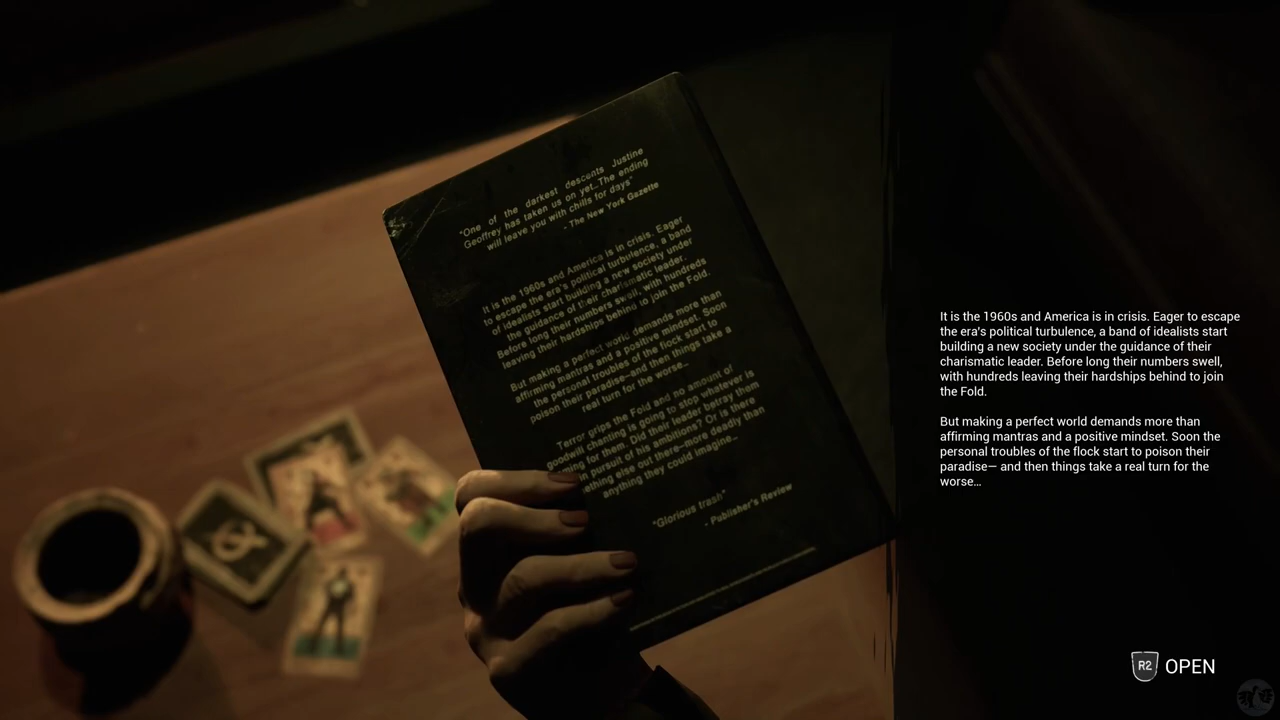 "One of the darkest descents Justine
Geoffrey has taken us on yet...The ending
will leave you with chills for days"
- The New York Gazette
It is the 1960s and America is in crisis. Eager
to escape the era's political turbulence, a band
of idealists start building a new society under
the guidance of their charismatic leader.
Before long their numbers swell, with hundreds
leaving their hardships behind to join the Fold.
But making a perfect world demands more than
affirming mantras and a positive mindset. Soon
the personal troubles of the flock start to
poison their paradise—and then things take a
real turn for the worse...
Terror grips the Fold and no amount of
goodwill chanting is going to stop whatever is
for them. Did their leader betray them
in pursuit of his ambitions? Or is there
else out there—more deadly than
anything they could imagine...
"Glorious trash"
- Publisher's Review
It is the 1960s and America is in crisis. Eager to escape
the era's political turbulence, a band of idealists start
building a new society under the guidance of their
charismatic leader. Before long their numbers swell,
with hundreds leaving their hardships behind to join
the Fold.
But making a perfect world demands more than
affirming mantras and a positive mindset. Soon the
personal troubles of the flock start to poison their
paradise— and then things take a real turn for the
worse...
R2 OPEN